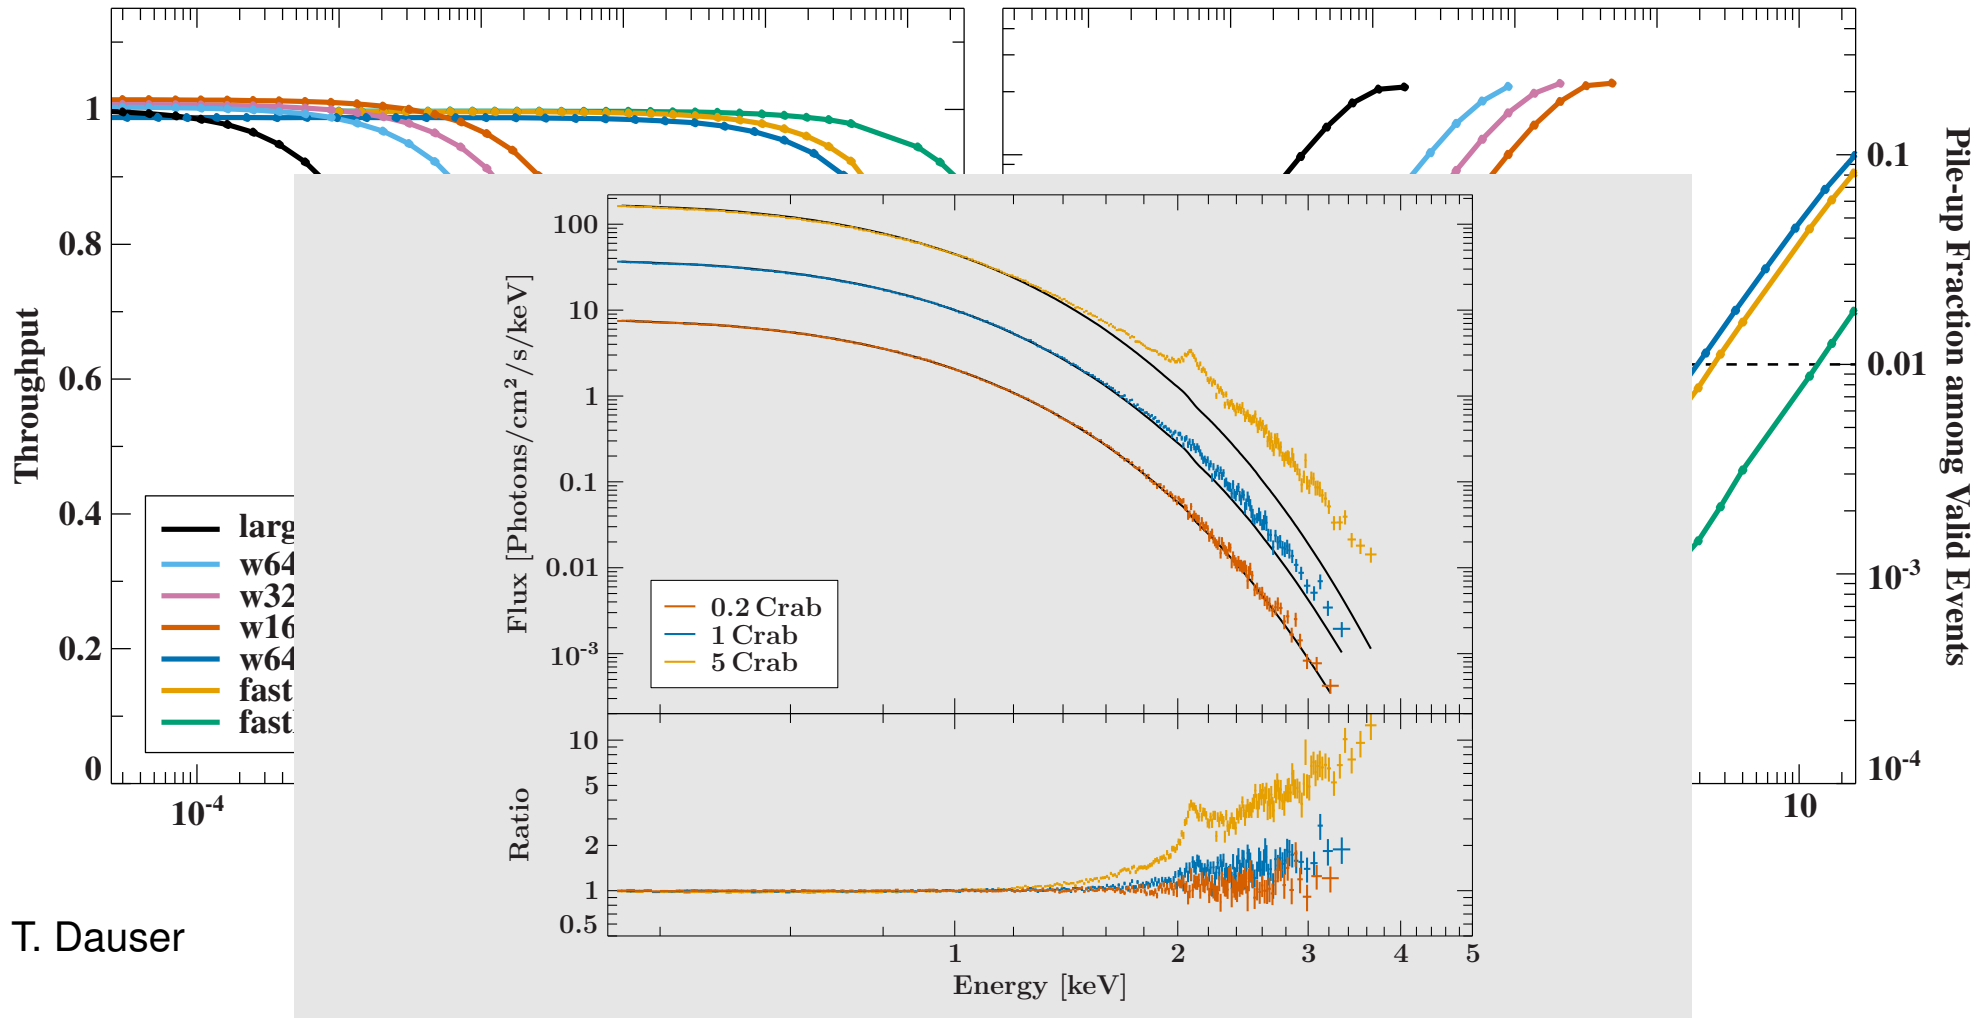 1
0.8
0.6
0.4
0.2
0
Throughput
10-4
w64
w32
w16
w64
fast
100
10
1
0.1
0.01
10-3
Flux [Photons/cm2/s/keV]
0.2 Crab
1 Crab
5 Crab
10
5
2
1
0.5
Ratio
1
2
3
4
5
Energy [keV]
0.1
0.01
10-3
10-4
Pile-up Fraction among Valid Events
10
T. Dauser